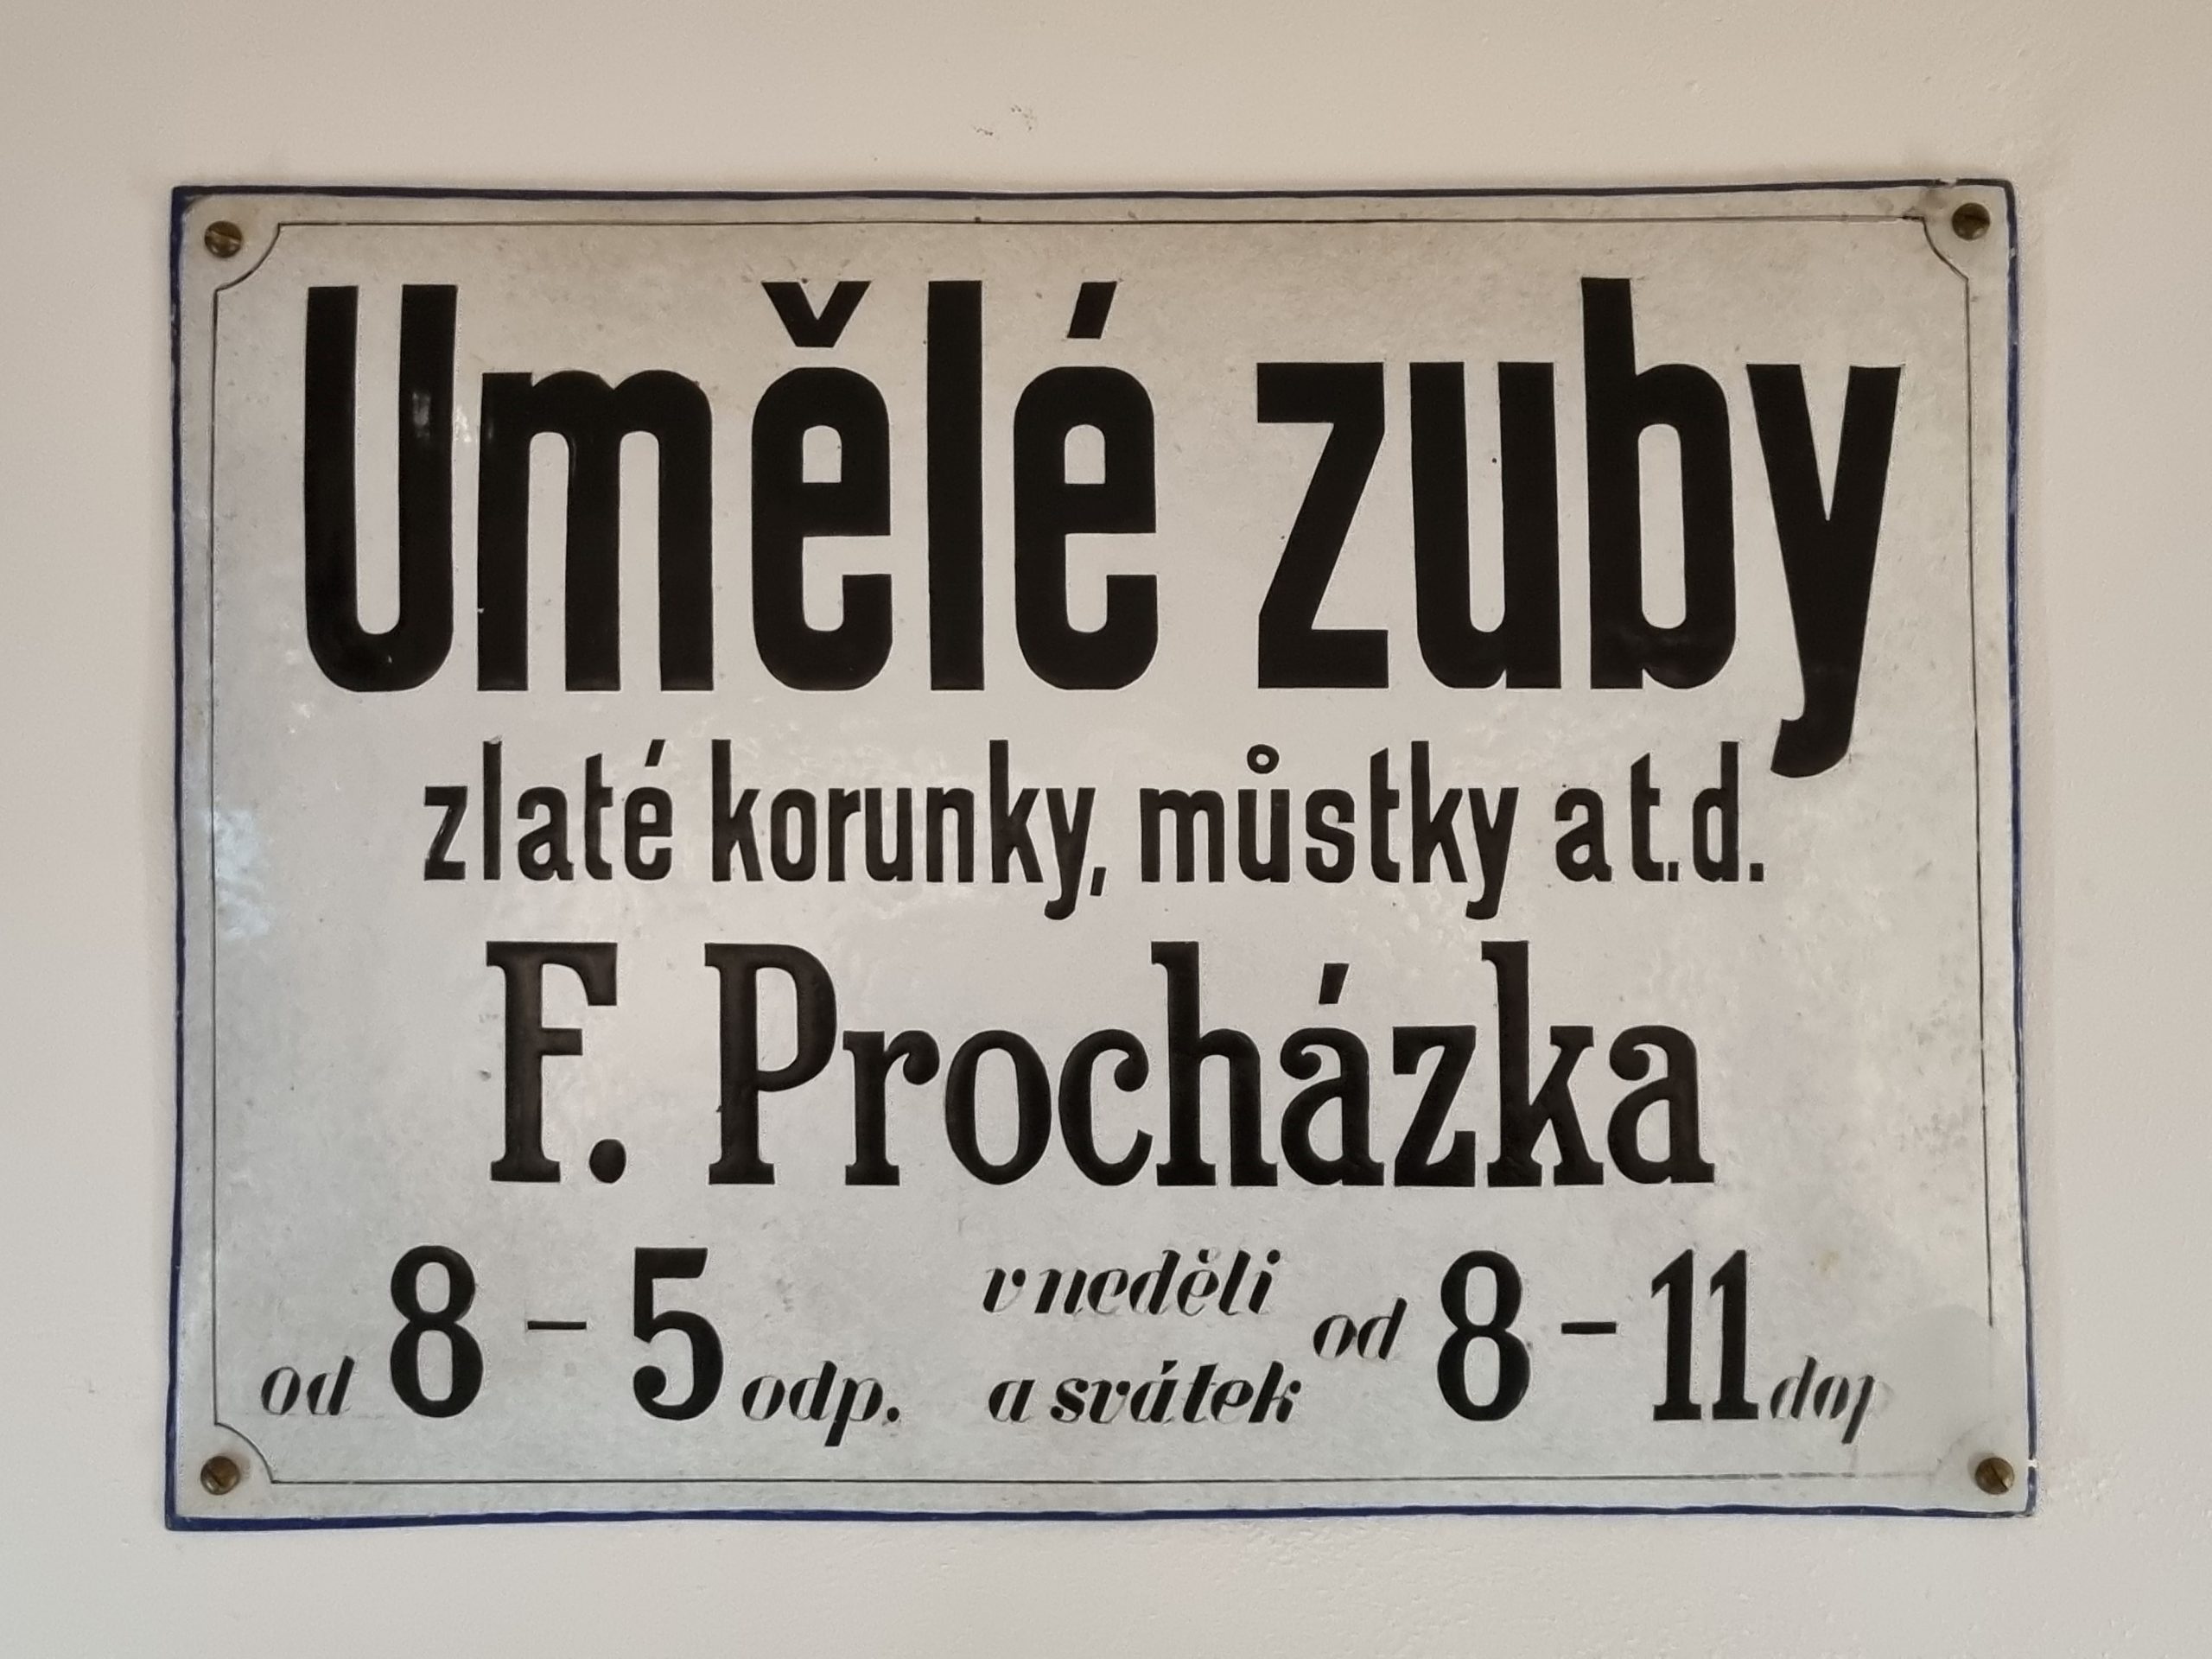 Umělé zuby
zlaté korunky, můstky a t.d.
F. Procházka
od 8 – 5 odp. v neděli a svátek od 8 – 11 dop